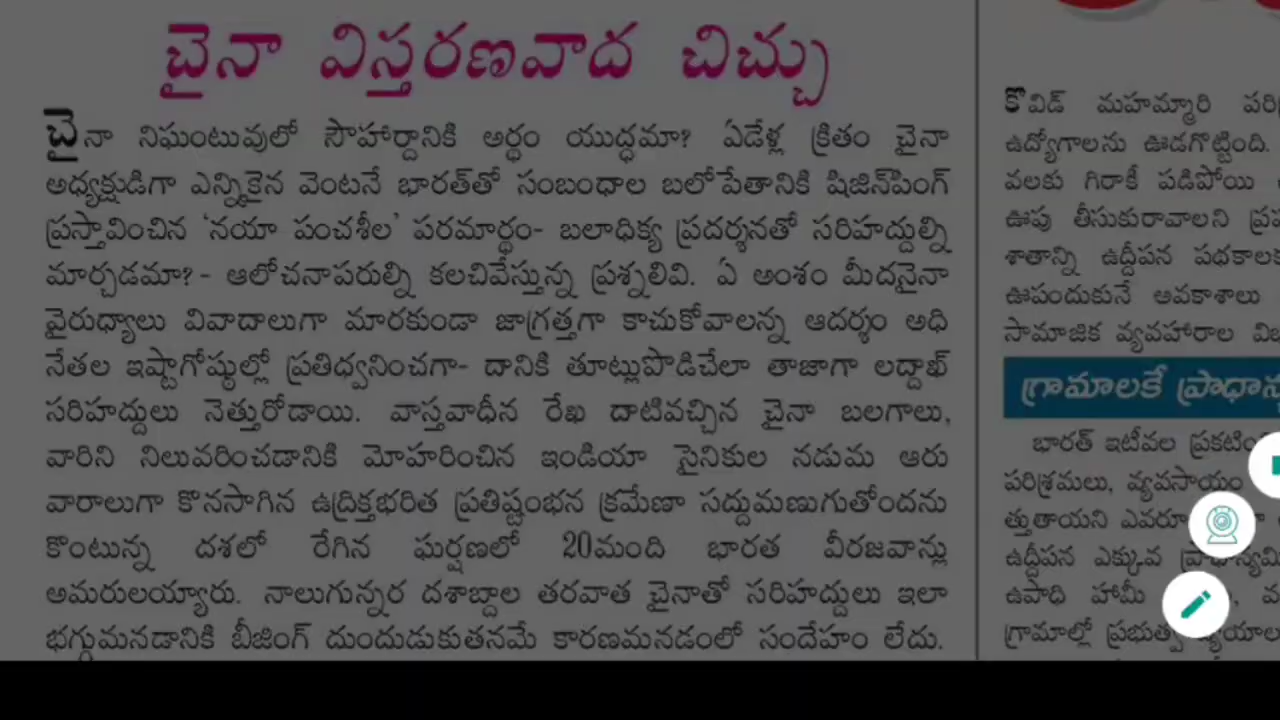 చైనా విస్తరణవాద చిచ్చు
చైనా నిఘంటువులో సౌహార్దానికి అర్థం యుద్ధమా? ఏడేళ్ల క్రితం చైనా
అధ్యక్షుడిగా ఎన్నికైన వెంటనే భారత్‌తో సంబంధాల బలోపేతానికి షిజిన్‌పింగ్
ప్రస్తావించిన ‘నయా పంచశీల’ పరమార్థం- బలాధిక్య ప్రదర్శనతో సరిహద్దుల్ని
మార్చడమా?- ఆలోచనాపరుల్ని కలచివేస్తున్న ప్రశ్నలివి. ఏ అంశం మీదనైనా
వైరుధ్యాలు వివాదాలుగా మారకుండా జాగ్రత్తగా కాచుకోవాలన్న ఆదర్శం అధి
నేతల ఇష్టాగోష్ఠుల్లో ప్రతిధ్వనించగా- దానికి తూట్లుపొడిచేలా తాజాగా లద్దాఖ్
సరిహద్దులు నెత్తురోడాయి. వాస్తవాధీన రేఖ దాటివచ్చిన చైనా బలగాలు,
వారిని నిలువరించడానికి మోహరించిన ఇండియా సైనికుల నడుమ ఆరు
వారాలుగా కొనసాగిన ఉద్రిక్తభరిత ప్రతిష్టంభన క్రమేణా సద్దుమణుగుతోందను
కొంటున్న దశలో రేగిన ఘర్షణలో 20మంది భారత వీరజవాన్లు
అమరులయ్యారు. నాలుగున్నర దశాబ్దాల తరవాత చైనాతో సరిహద్దులు ఇలా
భగ్గుమనడానికి బీజింగ్ దుందుడుకుతనమే కారణమనడంలో సందేహం లేదు.
కొవిడ్ మహమ్మారి
ఉద్యోగాలను ఊడగొట్టింది.
వలకు గిరాకీ పడిపోయి
ఊపు తీసుకురావాలని
శాతాన్ని ఉద్దీపన
ఊపందుకునే అవకాశాలు
సామాజిక వ్యవహారాల
గ్రామాలకే
భారత్ ఇటీవల
పరిశ్రమలు, వ్యవసాయం
త్తుతాయని
ఉద్దీపన ఎక్కువ
ఉపాధి హామీ
గ్రామాల్లో ప్రభుత్వ